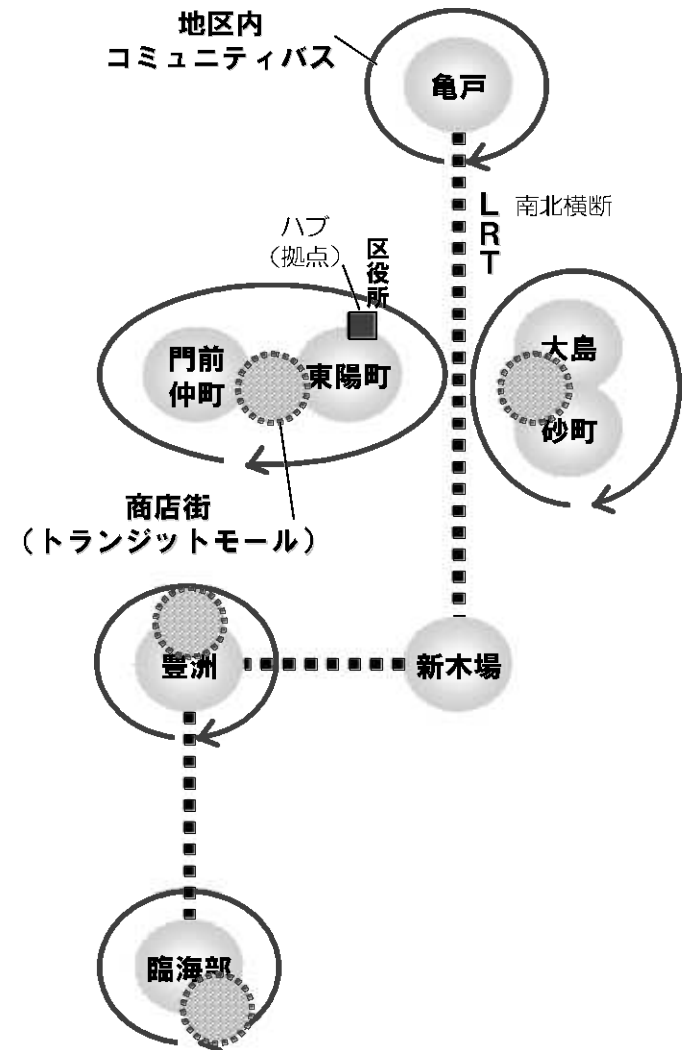 地区内
コミュニティバス
亀戸
LRT
南北横断
ハブ
（拠点）
区役所
門前
仲町
東陽町
大島
砂町
商店街
（トランジットモール）
豊洲
新木場
臨海部